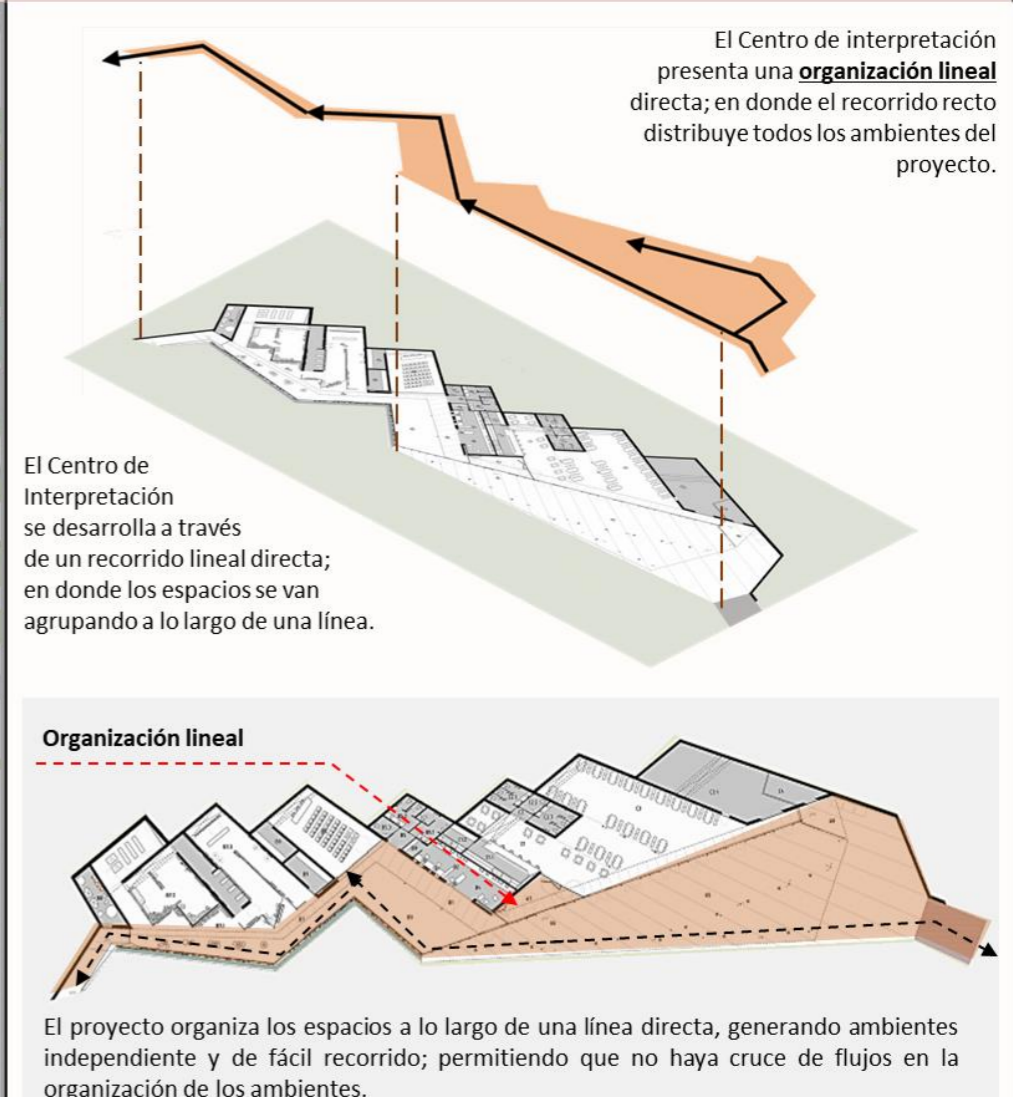 El Centro de interpretación
presenta una organización lineal
directa; en donde el recorrido recto
distribuye todos los ambientes del
proyecto.
El Centro de
Interpretación
se desarrolla a través
de un recorrido lineal directa;
en donde los espacios se van
agrupando a lo largo de una línea.
Organización lineal
El proyecto organiza los espacios a lo largo de una línea directa, generando ambientes
independiente y de fácil recorrido; permitiendo que no haya cruce de flujos en la
organización de los ambientes.